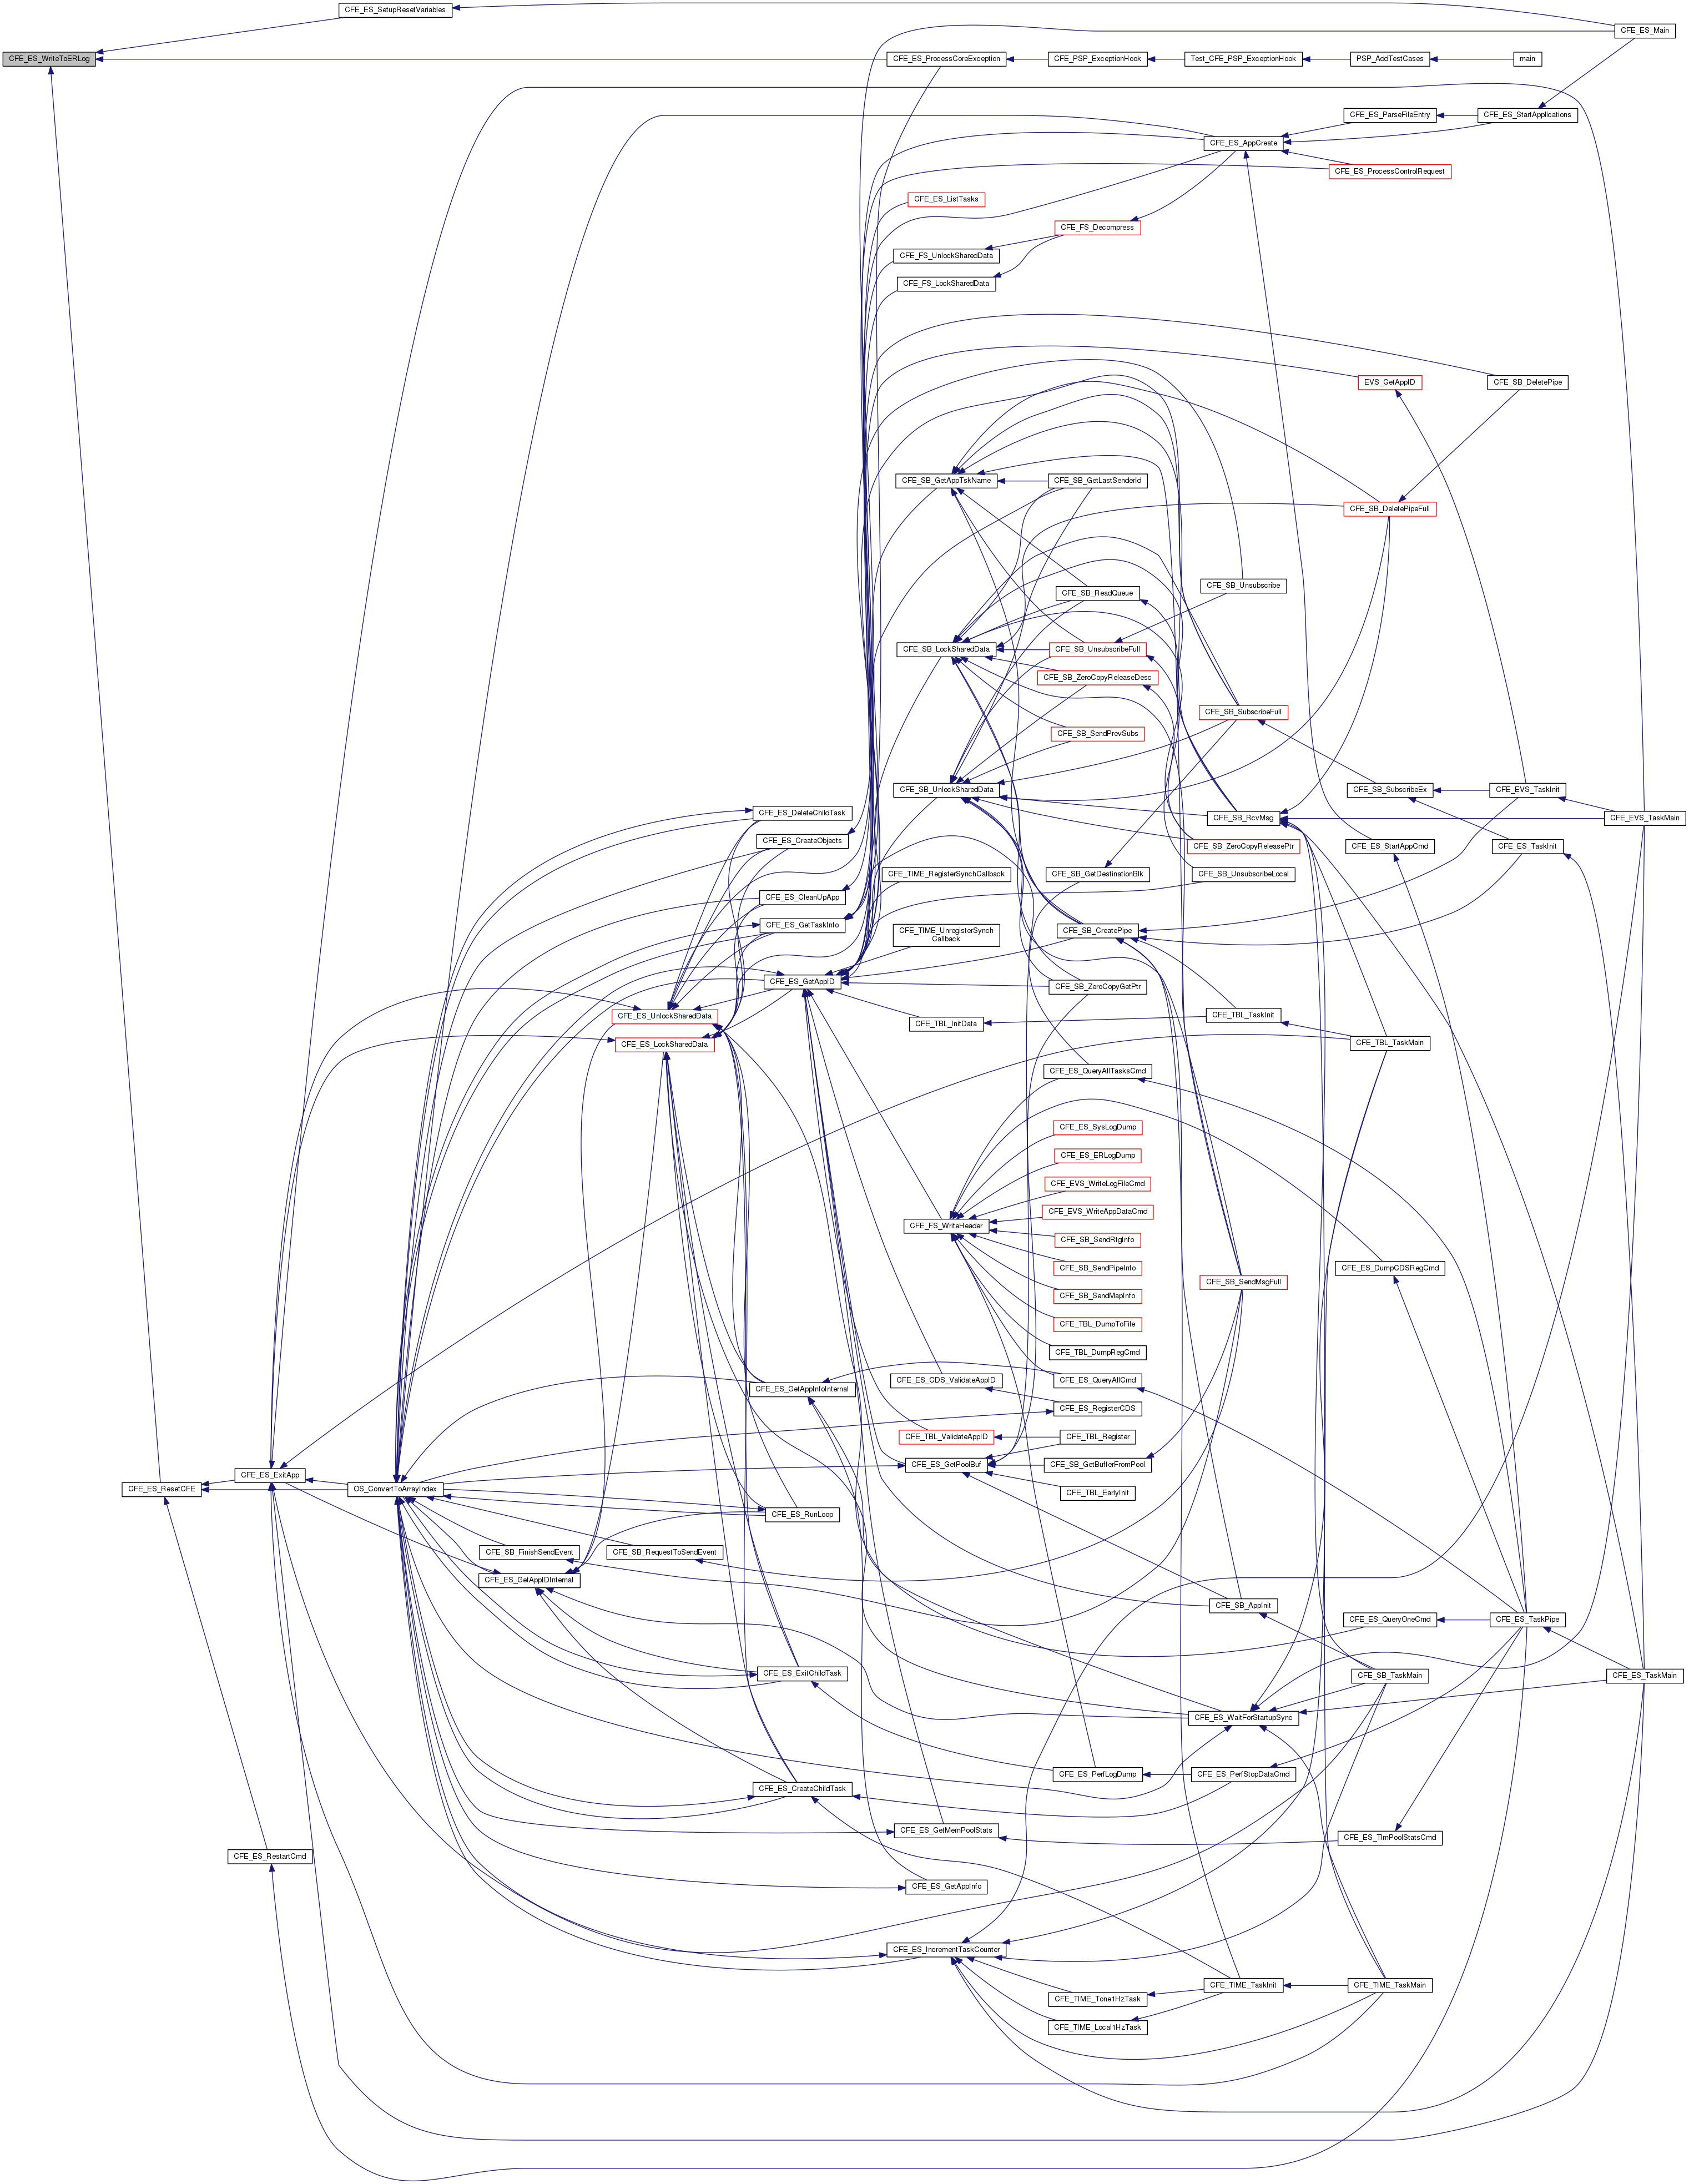 CFE_ES_SetupResetVariables
CFE_ES_Main
CFE_ES_WriteToERLog
CFE_ES_ProcessCoreException
CFE_PSP_ExceptionHook
Test_CFE_PSP_ExceptionHook
PSP_AddTestCases
main
CFE_ES_ParseFileEntry
CFE_ES_StartApplications
CFE_ES_AppCreate
CFE_ES_ProcessControlRequest
CFE_ES_ListTasks
CFE_FS_Decompress
CFE_FS_UnlockSharedData
CFE_FS_LockSharedData
EVS_GetAppID
CFE_SB_DeletePipe
CFE_SB_GetAppTskName
CFE_SB_GetLastSenderId
CFE_SB_DeletePipeFull
CFE_SB_Unsubscribe
CFE_SB_ReadQueue
CFE_SB_LockSharedData
CFE_SB_UnsubscribeFull
CFE_SB_ZeroCopyReleaseDesc
CFE_SB_SubscribeFull
CFE_SB_SendPrevSubs
CFE_SB_UnlockSharedData
CFE_SB_SubscribeEx
CFE_EVS_TaskInit
CFE_ES_DeleteChildTask
CFE_SB_RcvMsg
CFE_EVS_TaskMain
CFE_ES_CreateObjects
CFE_SB_ZeroCopyReleasePtr
CFE_ES_StartAppCmd
CFE_ES_TaskInit
CFE_TIME_RegisterSynchCallback
CFE_SB_GetDestinationBlk
CFE_SB_UnsubscribeLocal
CFE_ES_CleanUpApp
CFE_ES_GetTaskInfo
CFE_TIME_UnregisterSynch
Callback
CFE_SB_CreatePipe
CFE_ES_GetAppID
CFE_SB_ZeroCopyGetPtr
CFE_ES_UnlockSharedData
CFE_TBL_InitData
CFE_TBL_TaskInit
CFE_ES_LockSharedData
CFE_TBL_TaskMain
CFE_ES_QueryAllTasksCmd
CFE_ES_SysLogDump
CFE_ES_ERLogDump
CFE_EVS_WriteLogFileCmd
CFE_EVS_WriteAppDataCmd
CFE_FS_WriteHeader
CFE_SB_SendRtgInfo
CFE_SB_SendPipeInfo
CFE_ES_DumpCDSRegCmd
CFE_SB_SendMsgFull
CFE_SB_SendMapInfo
CFE_TBL_DumpToFile
CFE_TBL_DumpRegCmd
CFE_ES_GetAppInfoInternal
CFE_ES_CDS_ValidateAppID
CFE_ES_QueryAllCmd
CFE_ES_RegisterCDS
CFE_TBL_ValidateAppID
CFE_TBL_Register
CFE_ES_GetPoolBuf
CFE_SB_GetBufferFromPool
CFE_ES_ExitApp
CFE_ES_ResetCFE
OS_ConvertToArrayIndex
CFE_TBL_EarlyInit
CFE_ES_RunLoop
CFE_SB_FinishSendEvent
CFE_SB_RequestToSendEvent
CFE_ES_GetAppIDInternal
CFE_SB_AppInit
CFE_ES_QueryOneCmd
CFE_ES_TaskPipe
CFE_ES_ExitChildTask
CFE_SB_TaskMain
CFE_ES_TaskMain
CFE_ES_WaitForStartupSync
CFE_ES_PerfLogDump
CFE_ES_PerfStopDataCmd
CFE_ES_CreateChildTask
CFE_ES_GetMemPoolStats
CFE_ES_TlmPoolStatsCmd
CFE_ES_RestartCmd
CFE_ES_GetAppInfo
CFE_ES_IncrementTaskCounter
CFE_TIME_TaskInit
CFE_TIME_TaskMain
CFE_TIME_Tone1HzTask
CFE_TIME_Local1HzTask